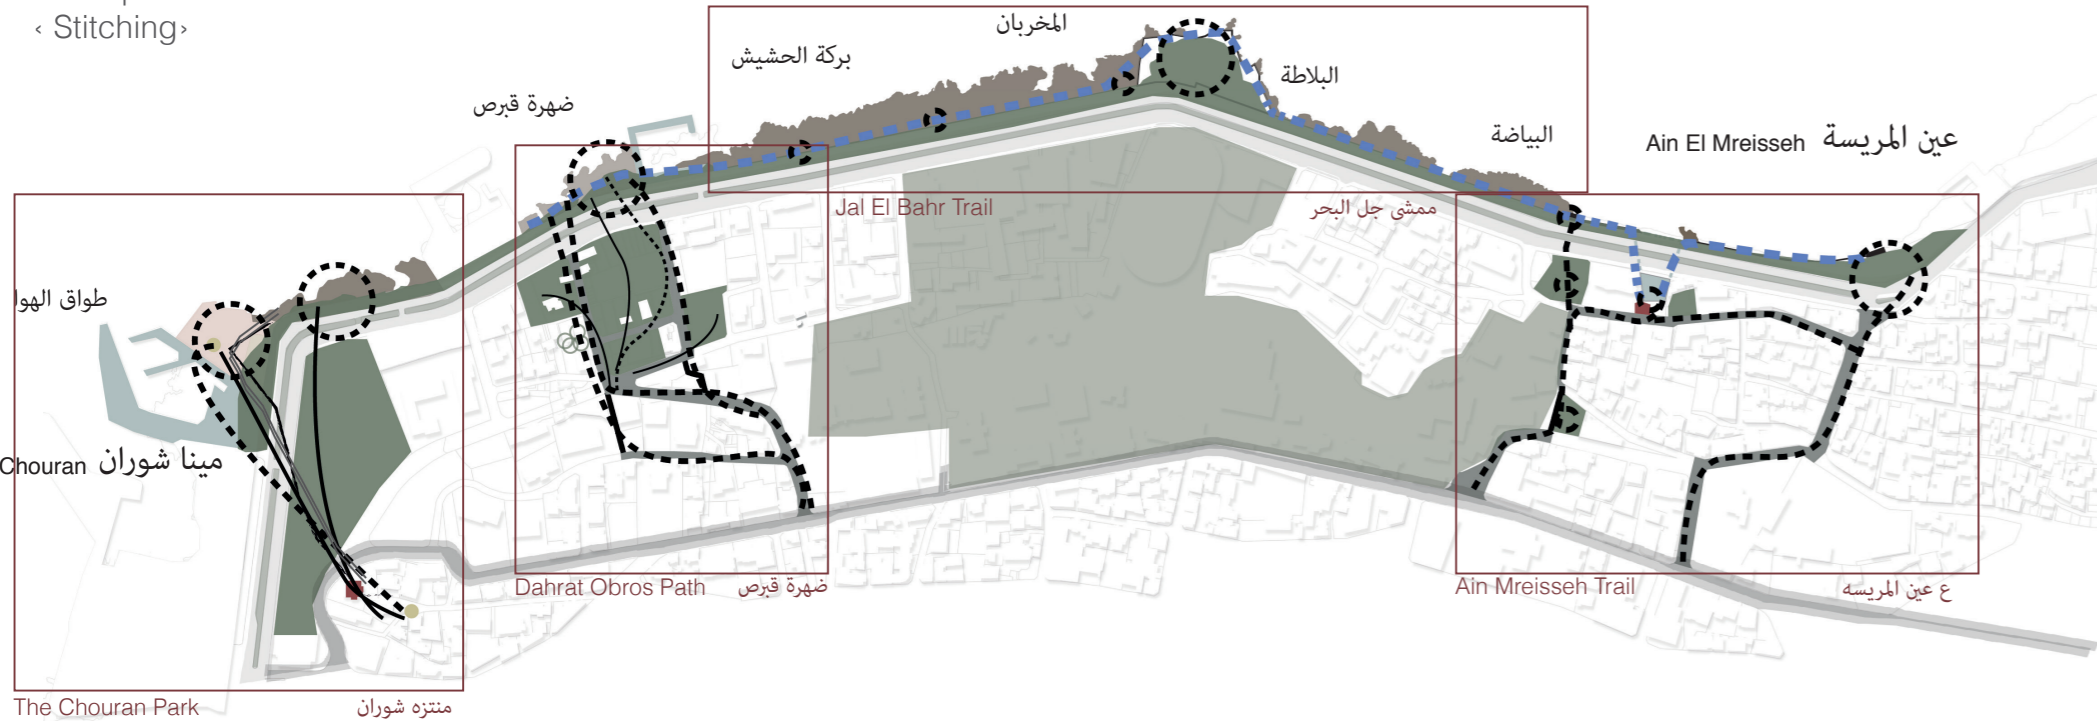 ‹ Stitching›
المخربان
بركة الحشيش
البلاطة
ضهرة قبرص
البياضة
Ain El Mreisseh عين المريسة
Jal El Bahr Trail ممشى جل البحر
طواق الهوا
Chouran مينا شوران
Dahrat Obros Path ضهرة قبرص
Ain Mreisseh Trail ع عين المريسه
The Chouran Park منتزه شوران